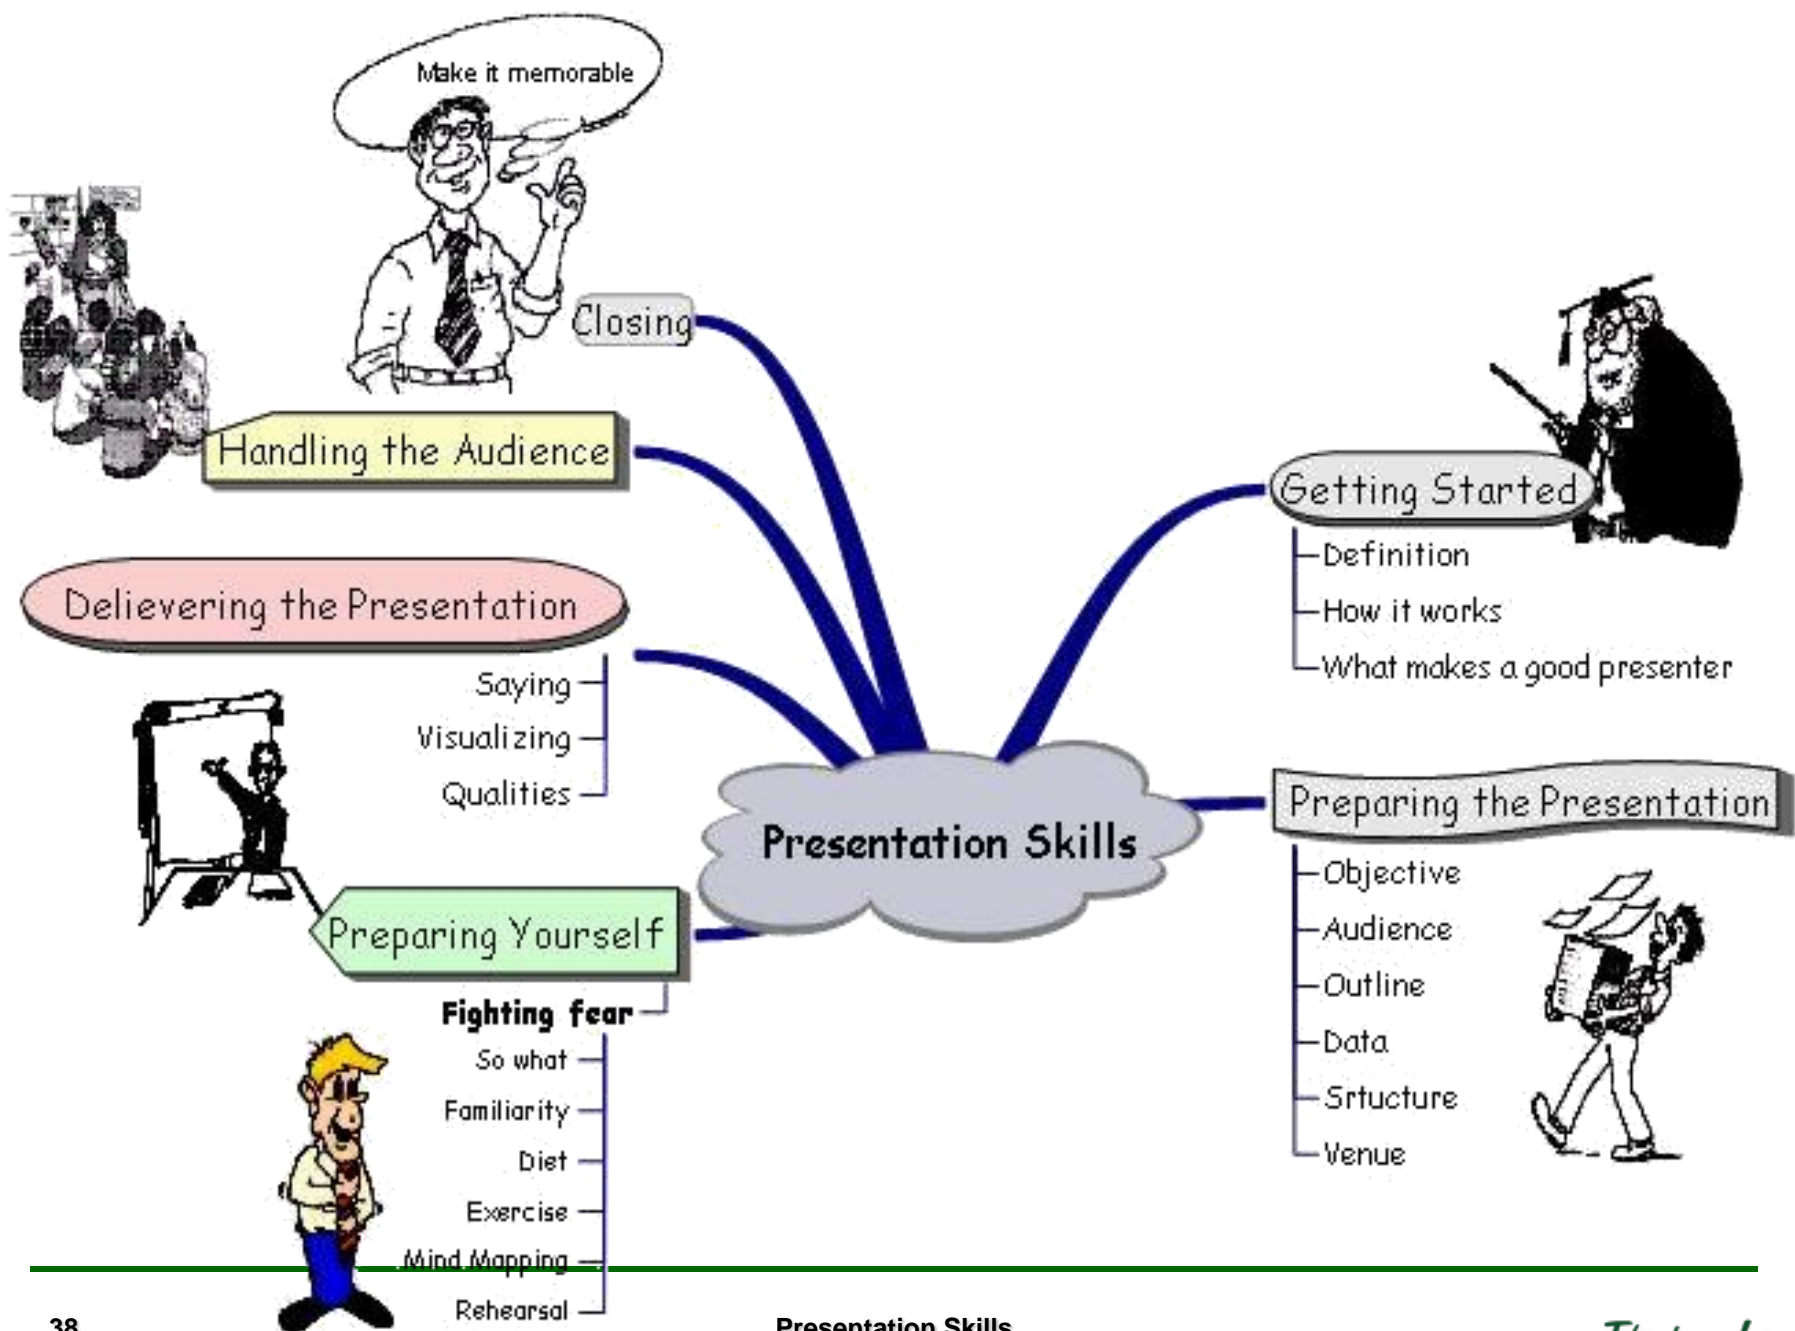 Make it memorable
Closing
Handling the Audience
Delievering the Presentation
Saying
Visualizing
Qualities
Preparing Yourself
Fighting fear
So what
Familiarity
Diet
Exercise
Mind Mapping
Rehearsal
Presentation Skills
Getting Started
Definition
How it works
What makes a good presenter
Preparing the Presentation
Objective
Audience
Outline
Data
Srtucture
Venue
38
Presentation Skills